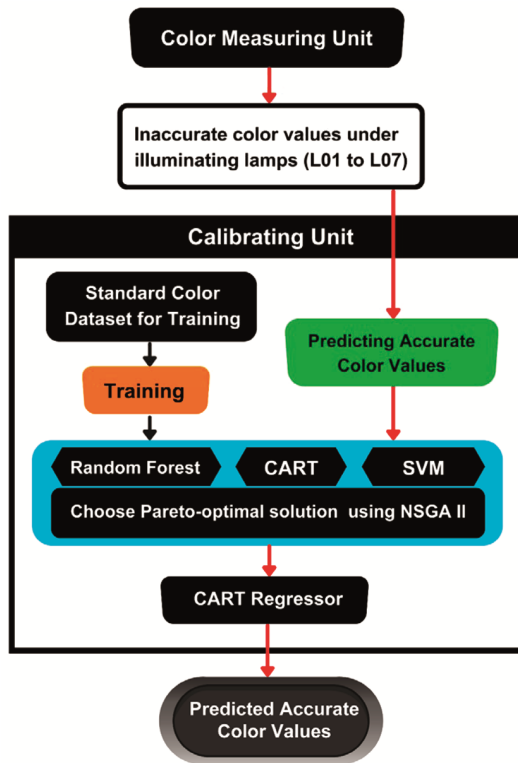 Color Measuring Unit
Inaccurate color values under
illuminating lamps (L01 to L07)
Calibrating Unit
Standard Color
Dataset for Training
Predicting Accurate
Color Values
Training
Random Forest
CART
SVM
Choose Pareto-optimal solution using NSGA II
CART Regressor
Predicted Accurate
Color Values